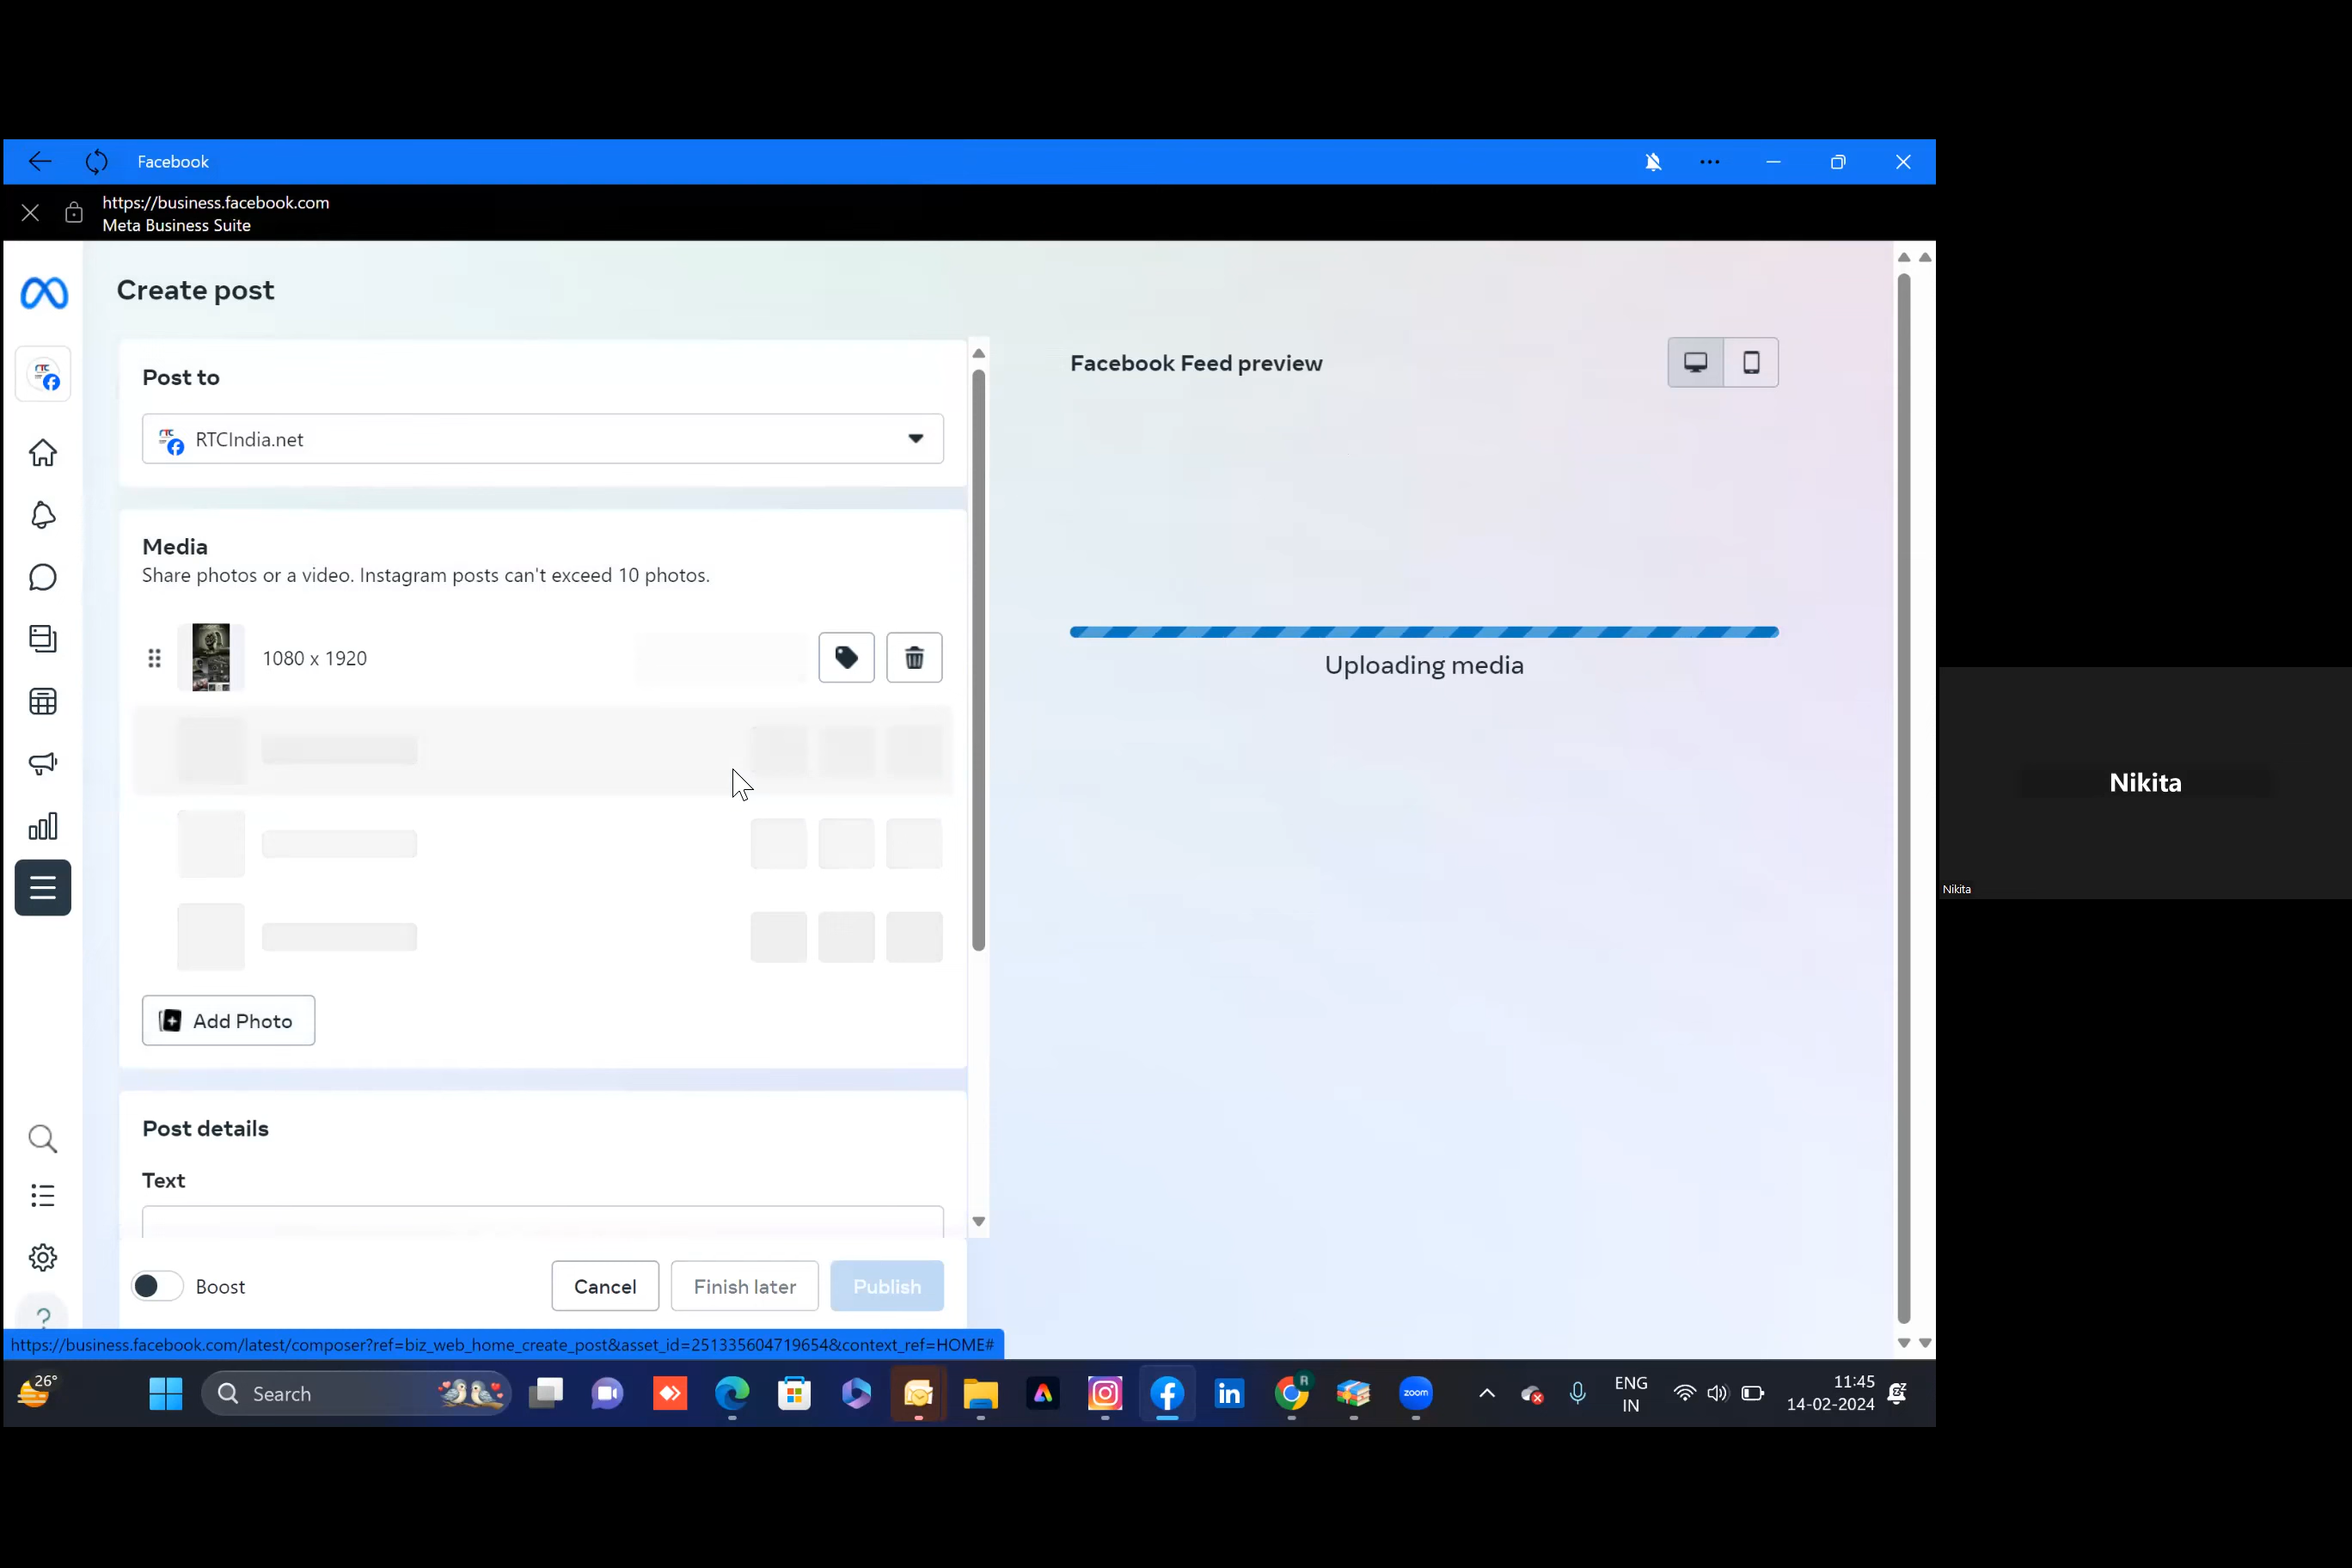 Facebook
https://business.facebook.com
Meta Business Suite
Create post
Post to
RTCIndia.net
Media
Share photos or a video. Instagram posts can't exceed 10 photos.
1080 x 1920
Add Photo
Post details
Text
Boost
Cancel
Finish later
Publish
Facebook Feed preview
Uploading media
Nikita
Nikita
https://business.facebook.com/latest/composer?ref=biz_web_home_create_post&asset_id=251335604719654&context_ref=HOME#
26°
Search
R
zoom
ENG
IN
11:45
14-02-2024